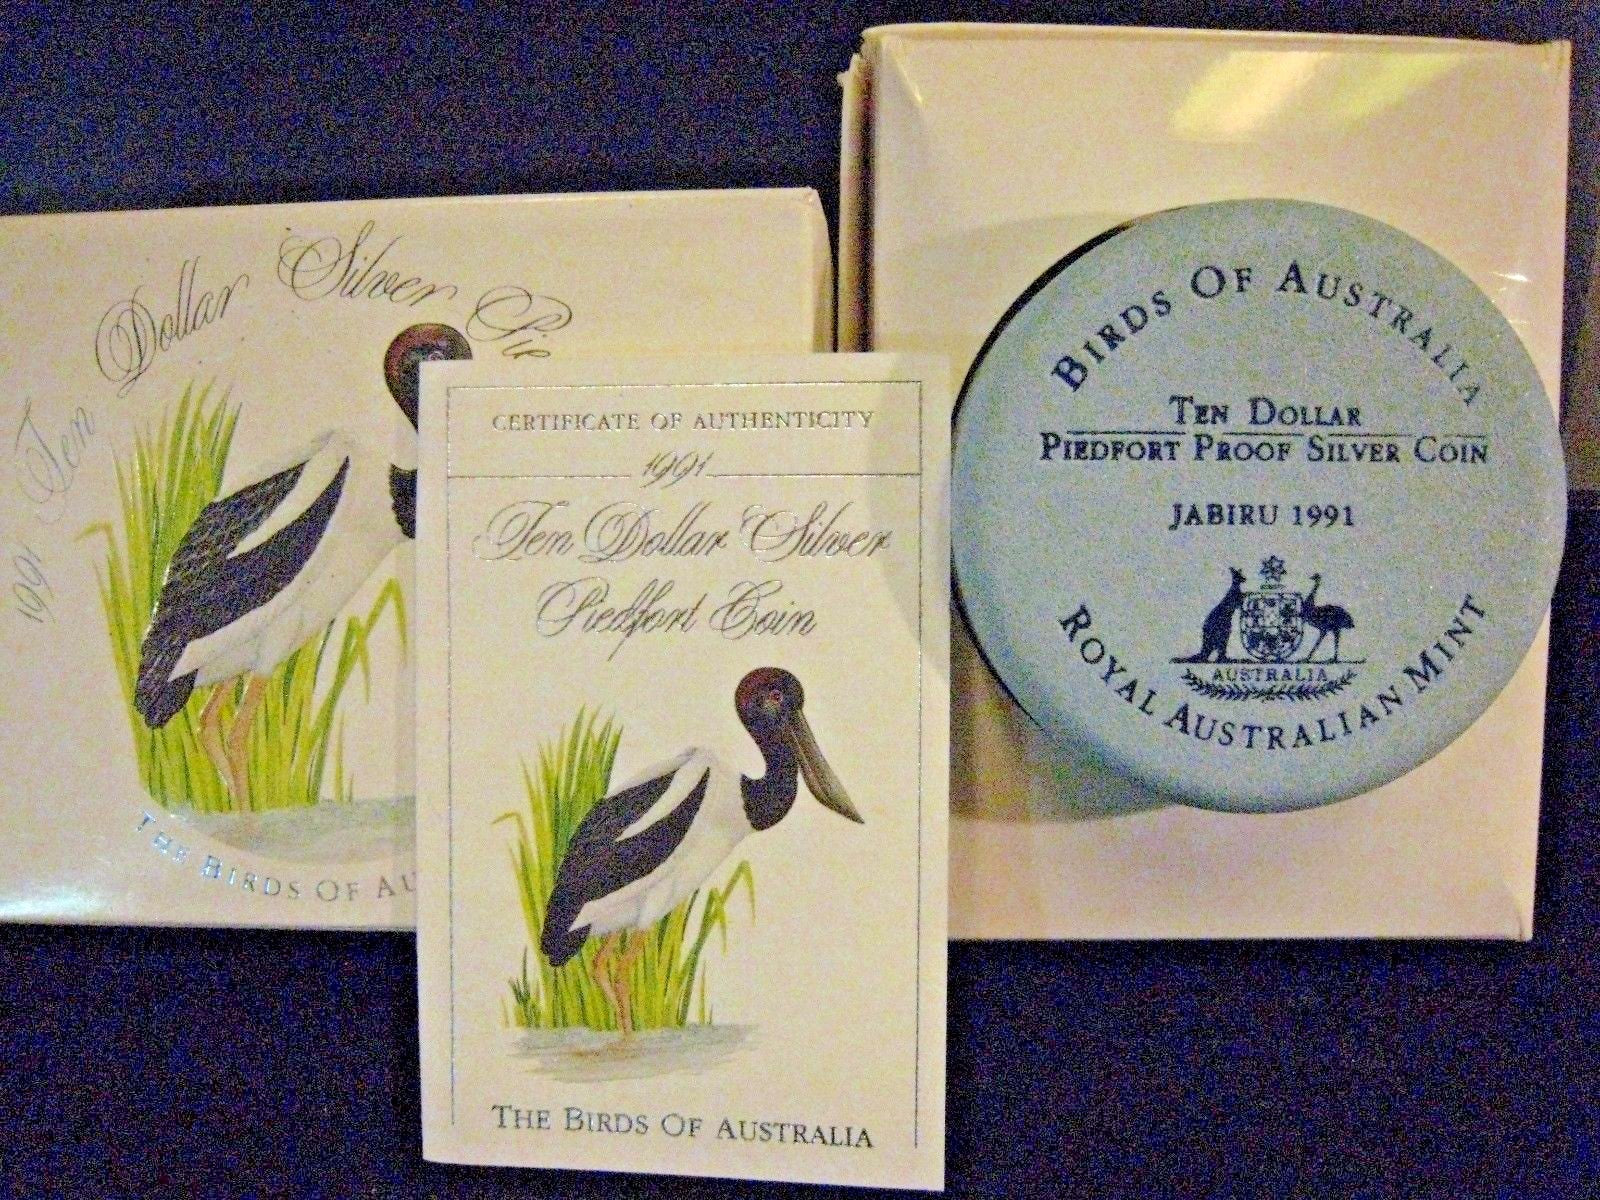 1991 Ten Dollar Silver Pie
THE BIRDS OF AU
CERTIFICATE OF AUTHENTICITY
1991
Ten Dollar Silver
Piedfort Coin
THE BIRDS OF AUSTRALIA
BIRDS OF AUSTRALIA
TEN DOLLAR
PIEDFORT PROOF SILVER COIN
JABIRU 1991
AUSTRALIA
ROYAL AUSTRALIAN MINT